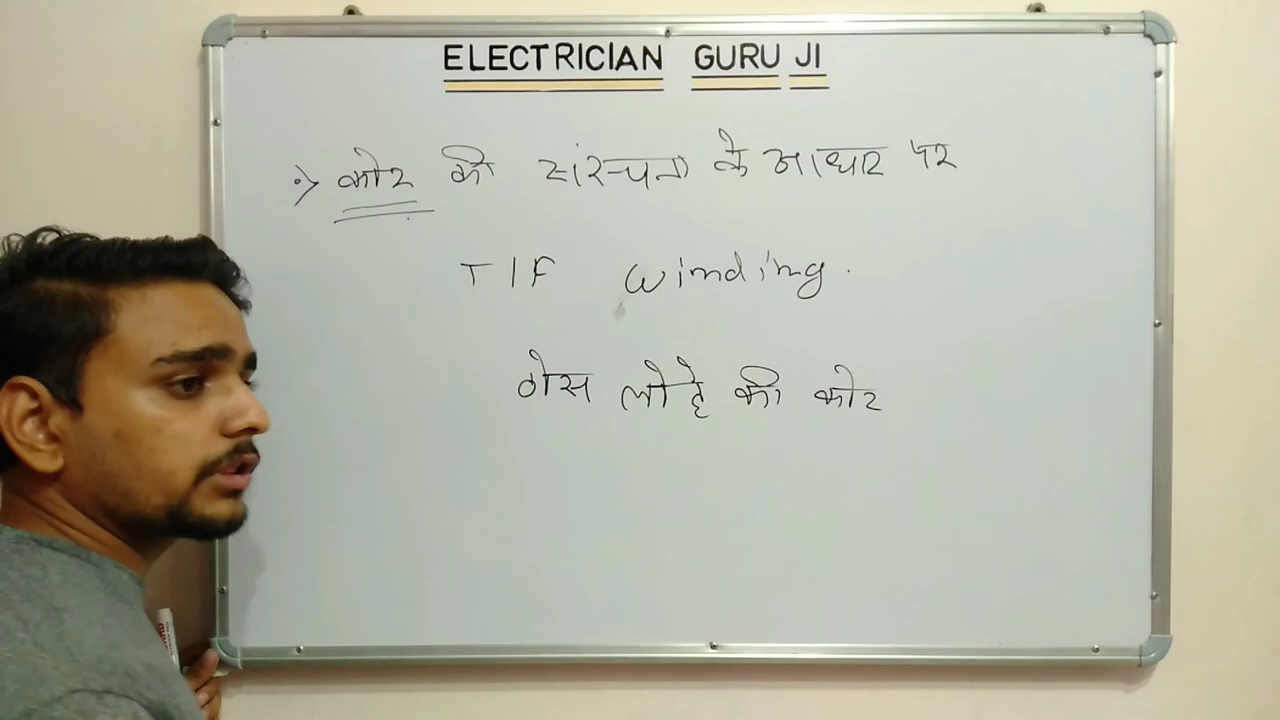 ELECTRICIAN GURU JI
कोर की संरचना के आधार पर
T/F winding.
ठोस लोहे की कोर